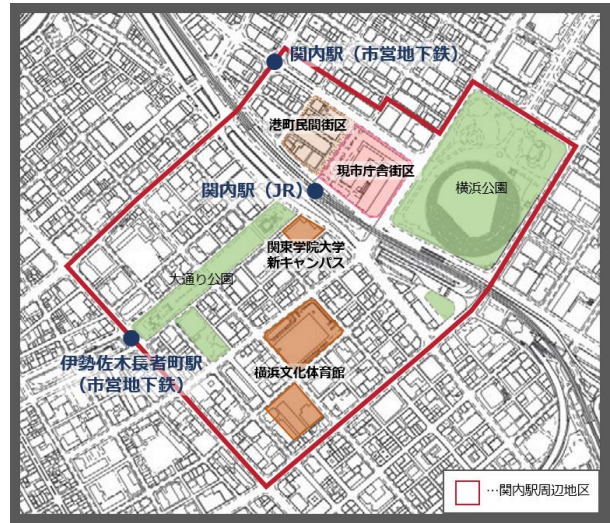 関内駅（市営地下鉄）
港町民間街区
現市庁舎街区
横浜公園
関内駅（JR）
関東学院大学
新キャンパス
大通り公園
伊勢佐木長者町駅
（市営地下鉄）
横浜文化体育館
…関内駅周辺地区